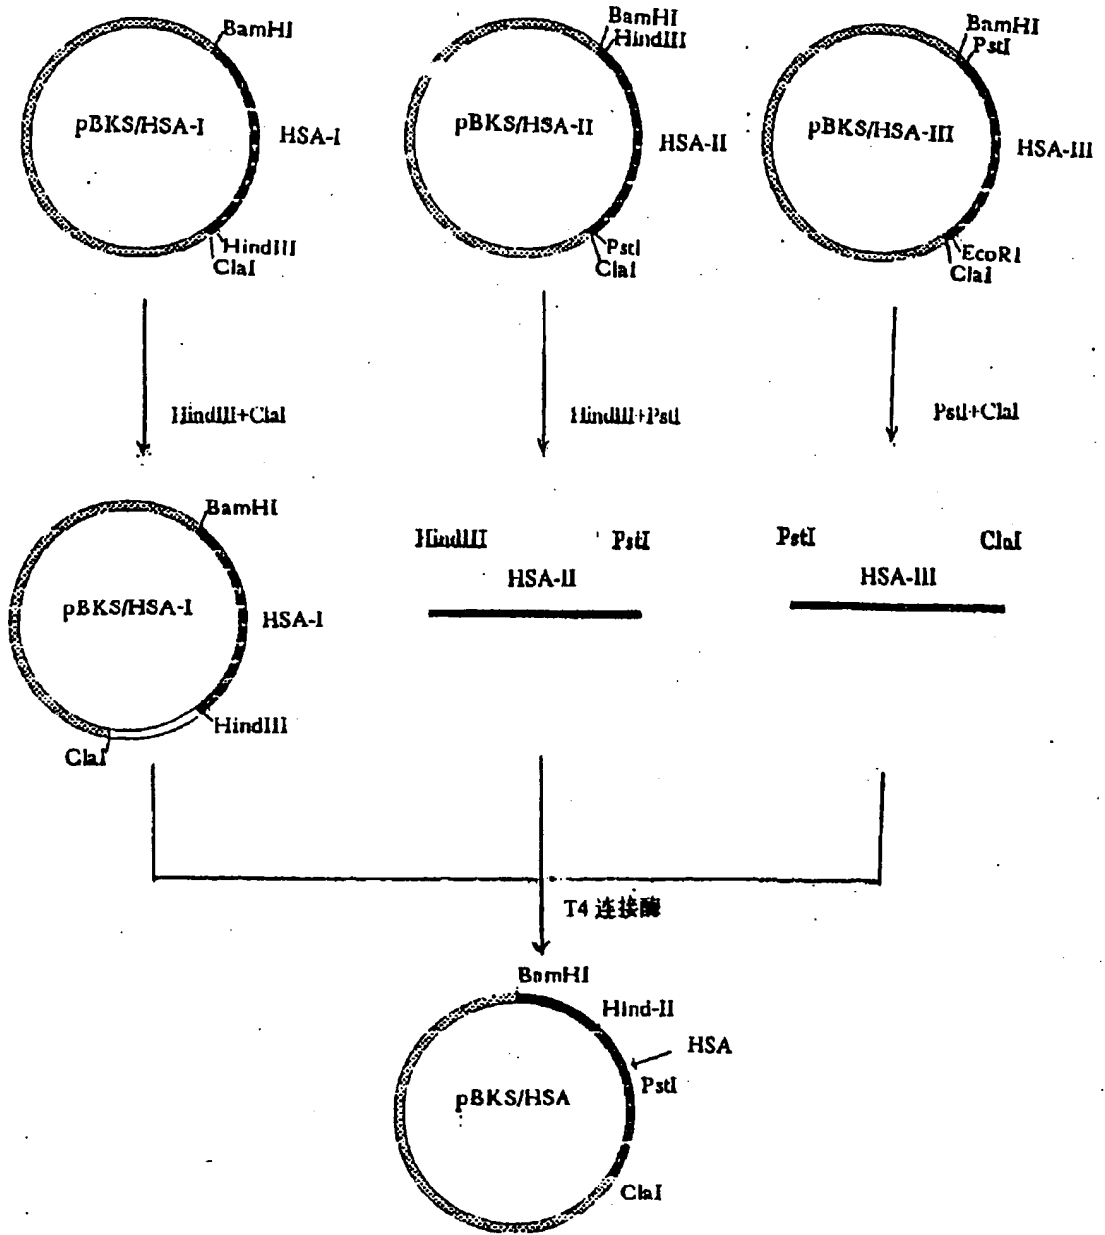 BamHI
pBKS/HSA-I
HSA-I
HindIII
ClaI
BamHI
HindIII
pBKS/HSA-II
HSA-II
PstI
ClaI
BamHI
PstI
pBKS/HSA-III
HSA-III
EcoRI
ClaI
HindIII+ClaI
HindIII+PstI
PstI+ClaI
BamHI
pBKS/HSA-I
HSA-I
HindIII
ClaI
HindIII PstI
HSA-II
PstI ClaI
HSA-III
T4 连接酶
BamHI
Hind-II
HSA
PstI
pBKS/HSA
ClaI